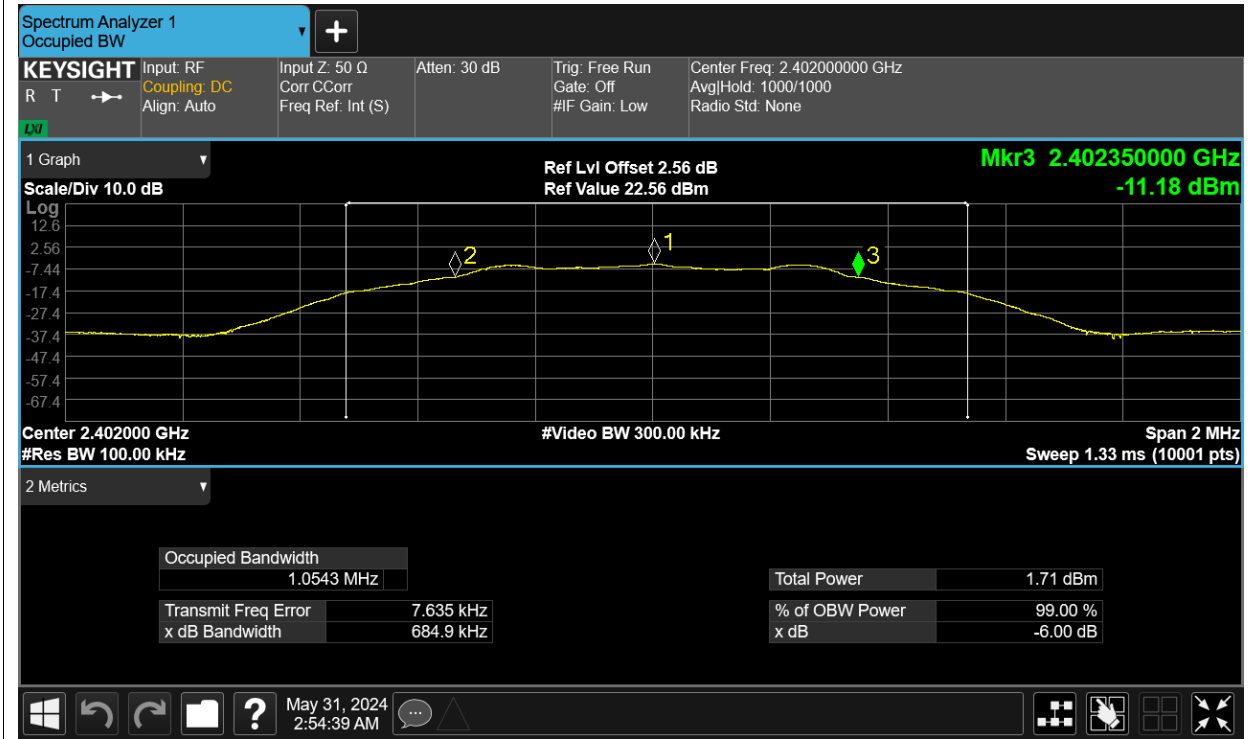 Spectrum Analyzer 1
Occupied BW
KEYSIGHT
R T
LXI
Input: RF
Coupling: DC
Align: Auto
Input Z: 50 Ω
Corr CCorr
Freq Ref: Int (S)
Atten: 30 dB
Trig: Free Run
Gate: Off
#IF Gain: Low
Center Freq: 2.402000000 GHz
Avg|Hold: 1000/1000
Radio Std: None
1 Graph
Scale/Div 10.0 dB
Ref Lvl Offset 2.56 dB
Ref Value 22.56 dBm
Mkr3 2.402350000 GHz
-11.18 dBm
Log
12.6
2.56
-7.44
-17.4
-27.4
-37.4
-47.4
-57.4
-67.4
2
1
3
Center 2.402000 GHz
#Video BW 300.00 kHz
Span 2 MHz
#Res BW 100.00 kHz
Sweep 1.33 ms (10001 pts)
2 Metrics
Occupied Bandwidth
1.0543 MHz
Total Power 1.71 dBm
Transmit Freq Error 7.635 kHz
% of OBW Power 99.00 %
x dB Bandwidth 684.9 kHz
x dB -6.00 dB
?
May 31, 2024
2:54:39 AM